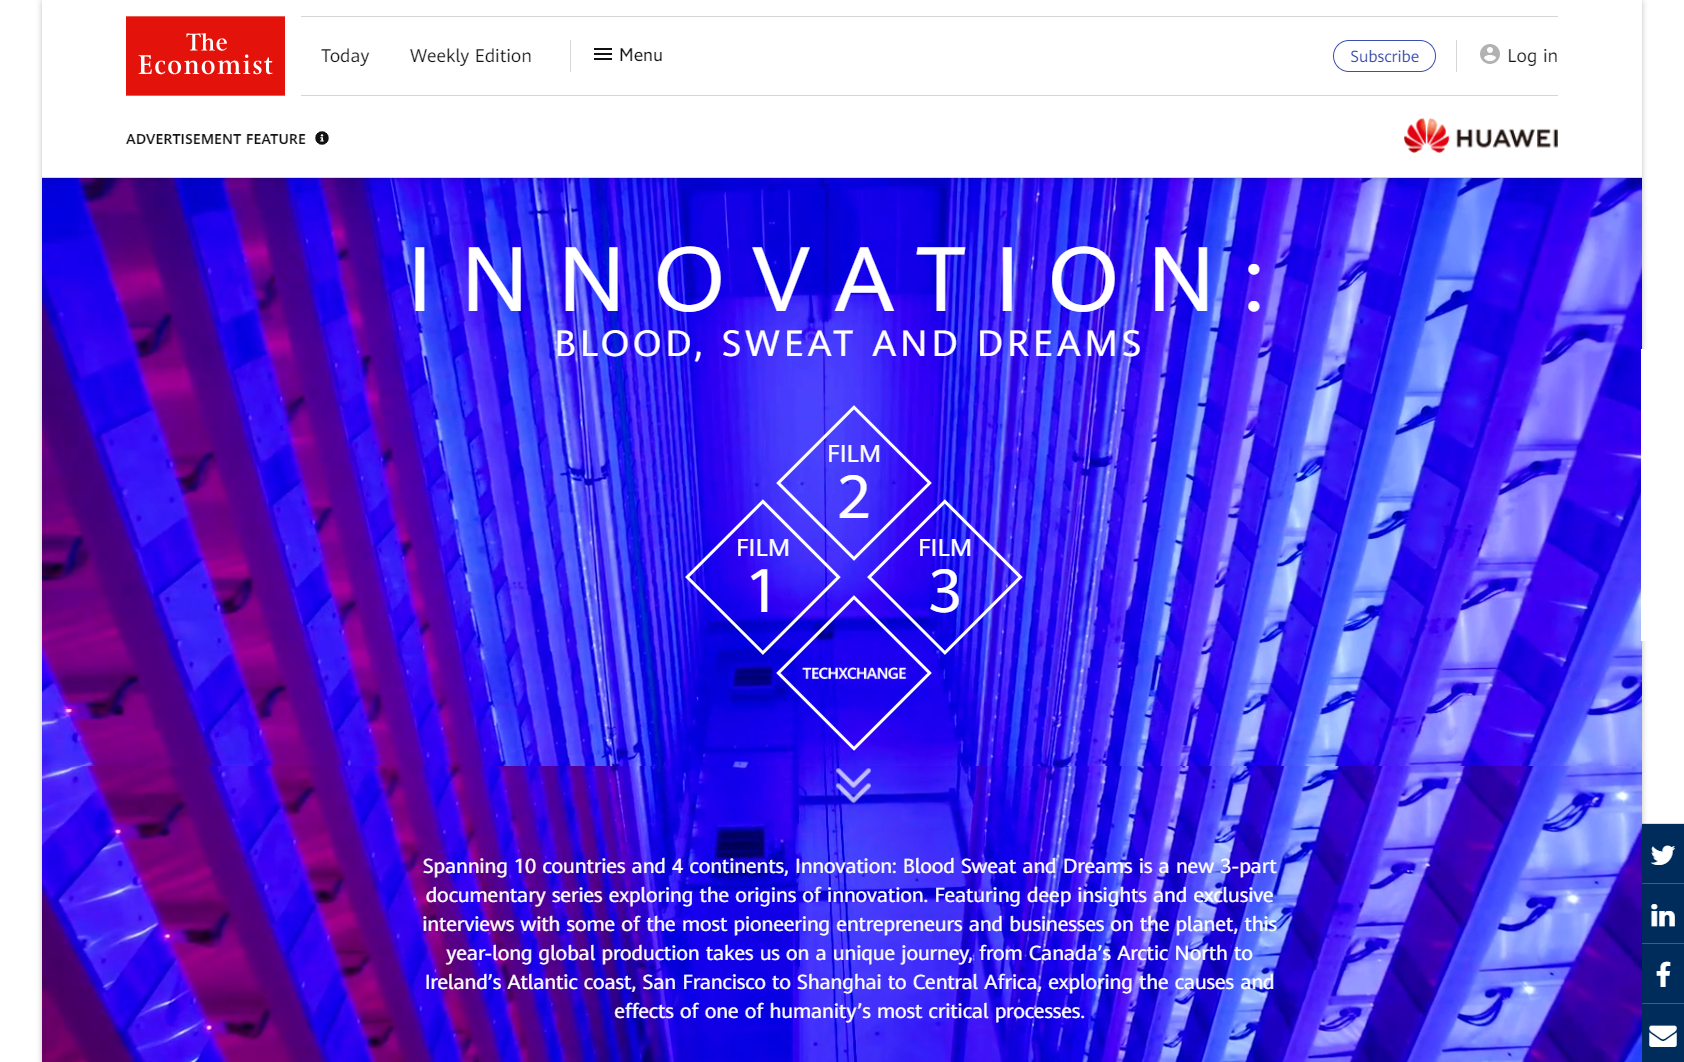 The
Economist
Today
Weekly Edition
Menu
Subscribe
Log in
ADVERTISEMENT FEATURE
HUAWEI
INNOVATION:
BLOOD, SWEAT AND DREAMS
FILM
2
FILM
1
FILM
3
TECHXCHANGE
Spanning 10 countries and 4 continents, Innovation: Blood Sweat and Dreams is a new 3-part
documentary series exploring the origins of innovation. Featuring deep insights and exclusive
interviews with some of the most pioneering entrepreneurs and businesses on the planet, this
year-long global production takes us on a unique journey, from Canada’s Arctic North to
Ireland’s Atlantic coast, San Francisco to Shanghai to Central Africa, exploring the causes and
effects of one of humanity’s most critical processes.